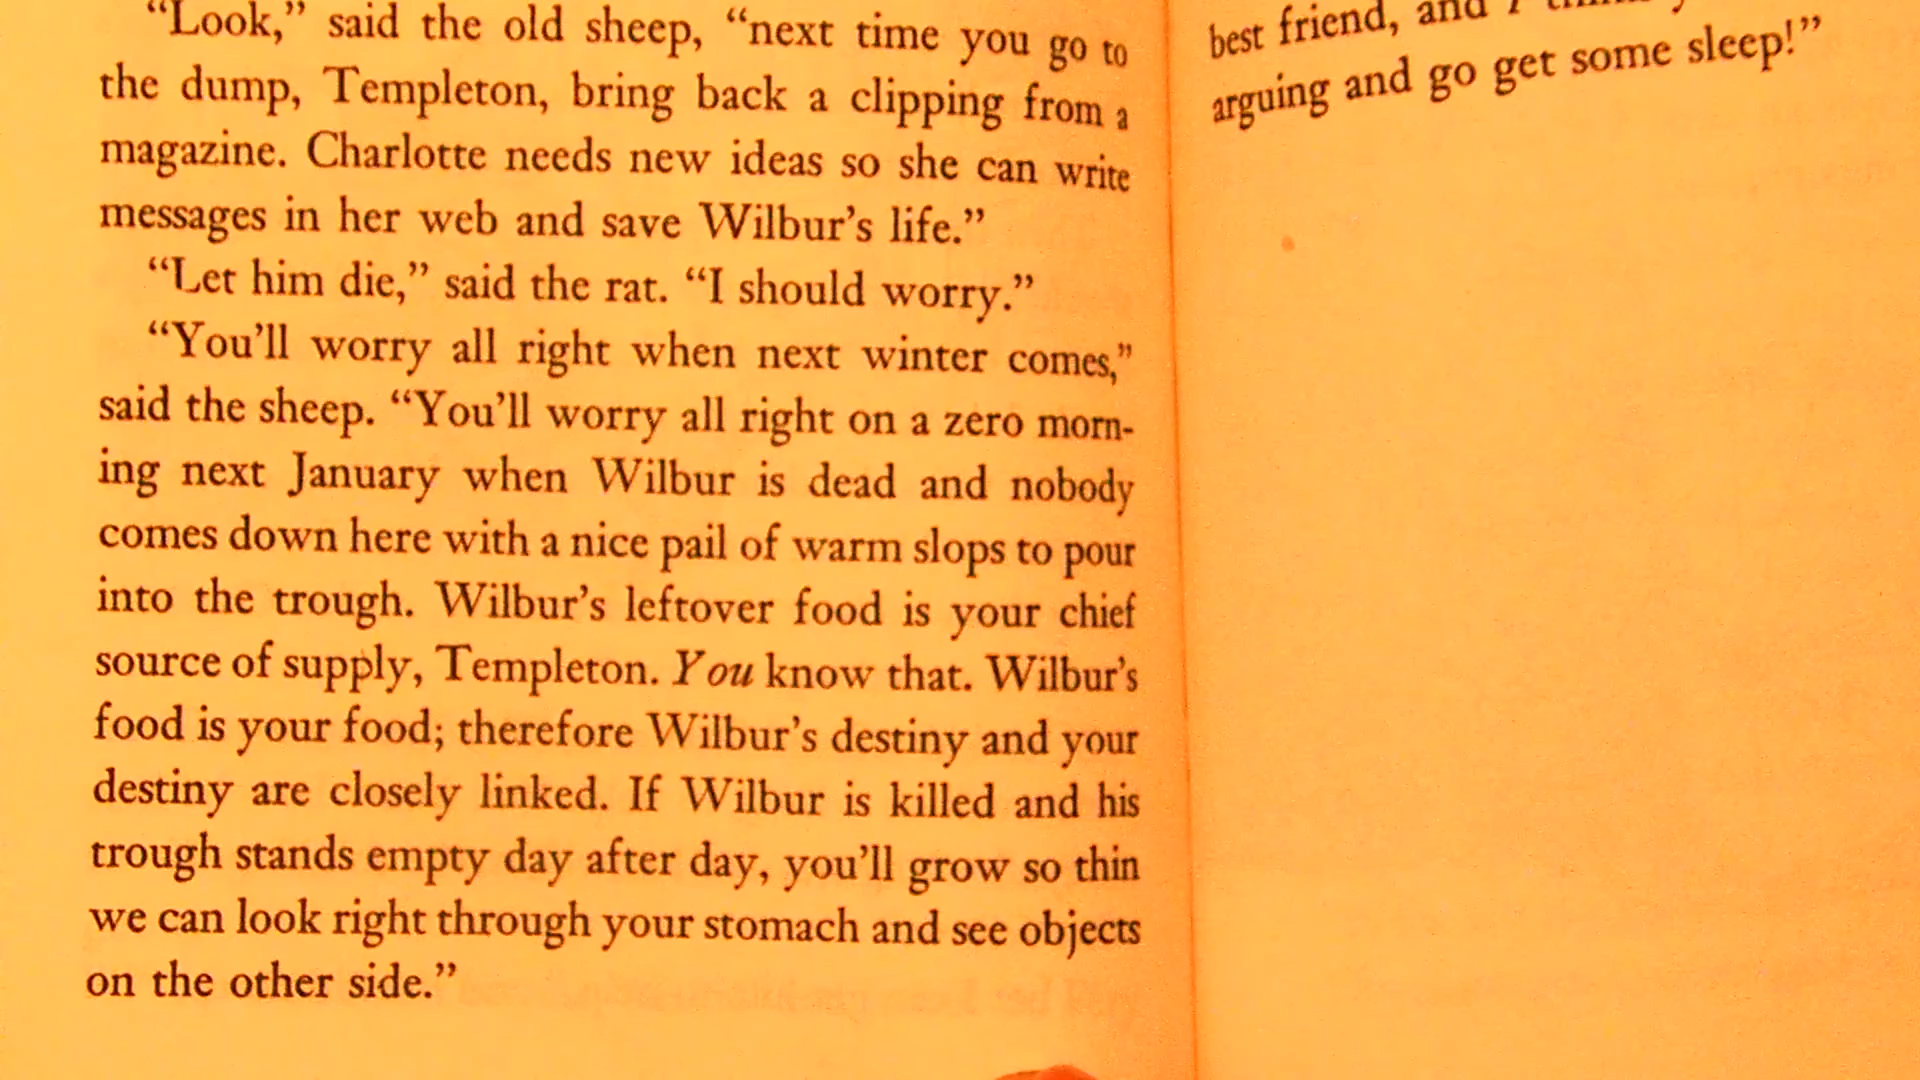 “Look,” said the old sheep, “next time you go to
the dump, Templeton, bring back a clipping from a
magazine. Charlotte needs new ideas so she can write
messages in her web and save Wilbur’s life.”
“Let him die,” said the rat. “I should worry.”
“You’ll worry all right when next winter comes,”
said the sheep. “You’ll worry all right on a zero morn-
ing next January when Wilbur is dead and nobody
comes down here with a nice pail of warm slops to pour
into the trough. Wilbur’s leftover food is your chief
source of supply, Templeton. You know that. Wilbur’s
food is your food; therefore Wilbur’s destiny and your
destiny are closely linked. If Wilbur is killed and his
trough stands empty day after day, you’ll grow so thin
we can look right through your stomach and see objects
on the other side.”
best friend, and I
arguing and go get some sleep!”